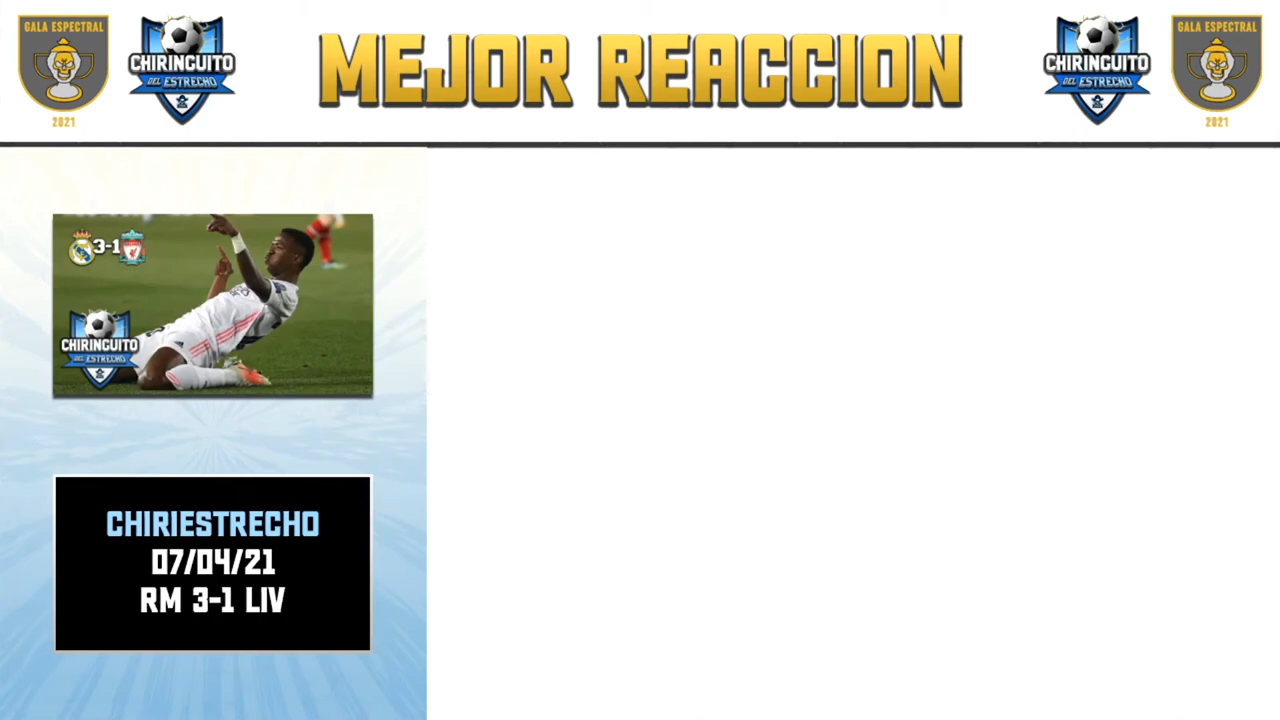 GALA ESPECTRAL
2021
CHIRINGUITO
DEL ESTRECHO
MEJOR REACCION
CHIRINGUITO
DEL ESTRECHO
GALA ESPECTRAL
2021
3-1
CHIRINGUITO
DEL ESTRECHO
CHIRIESTRECHO
07/04/21
RM 3-1 LIV